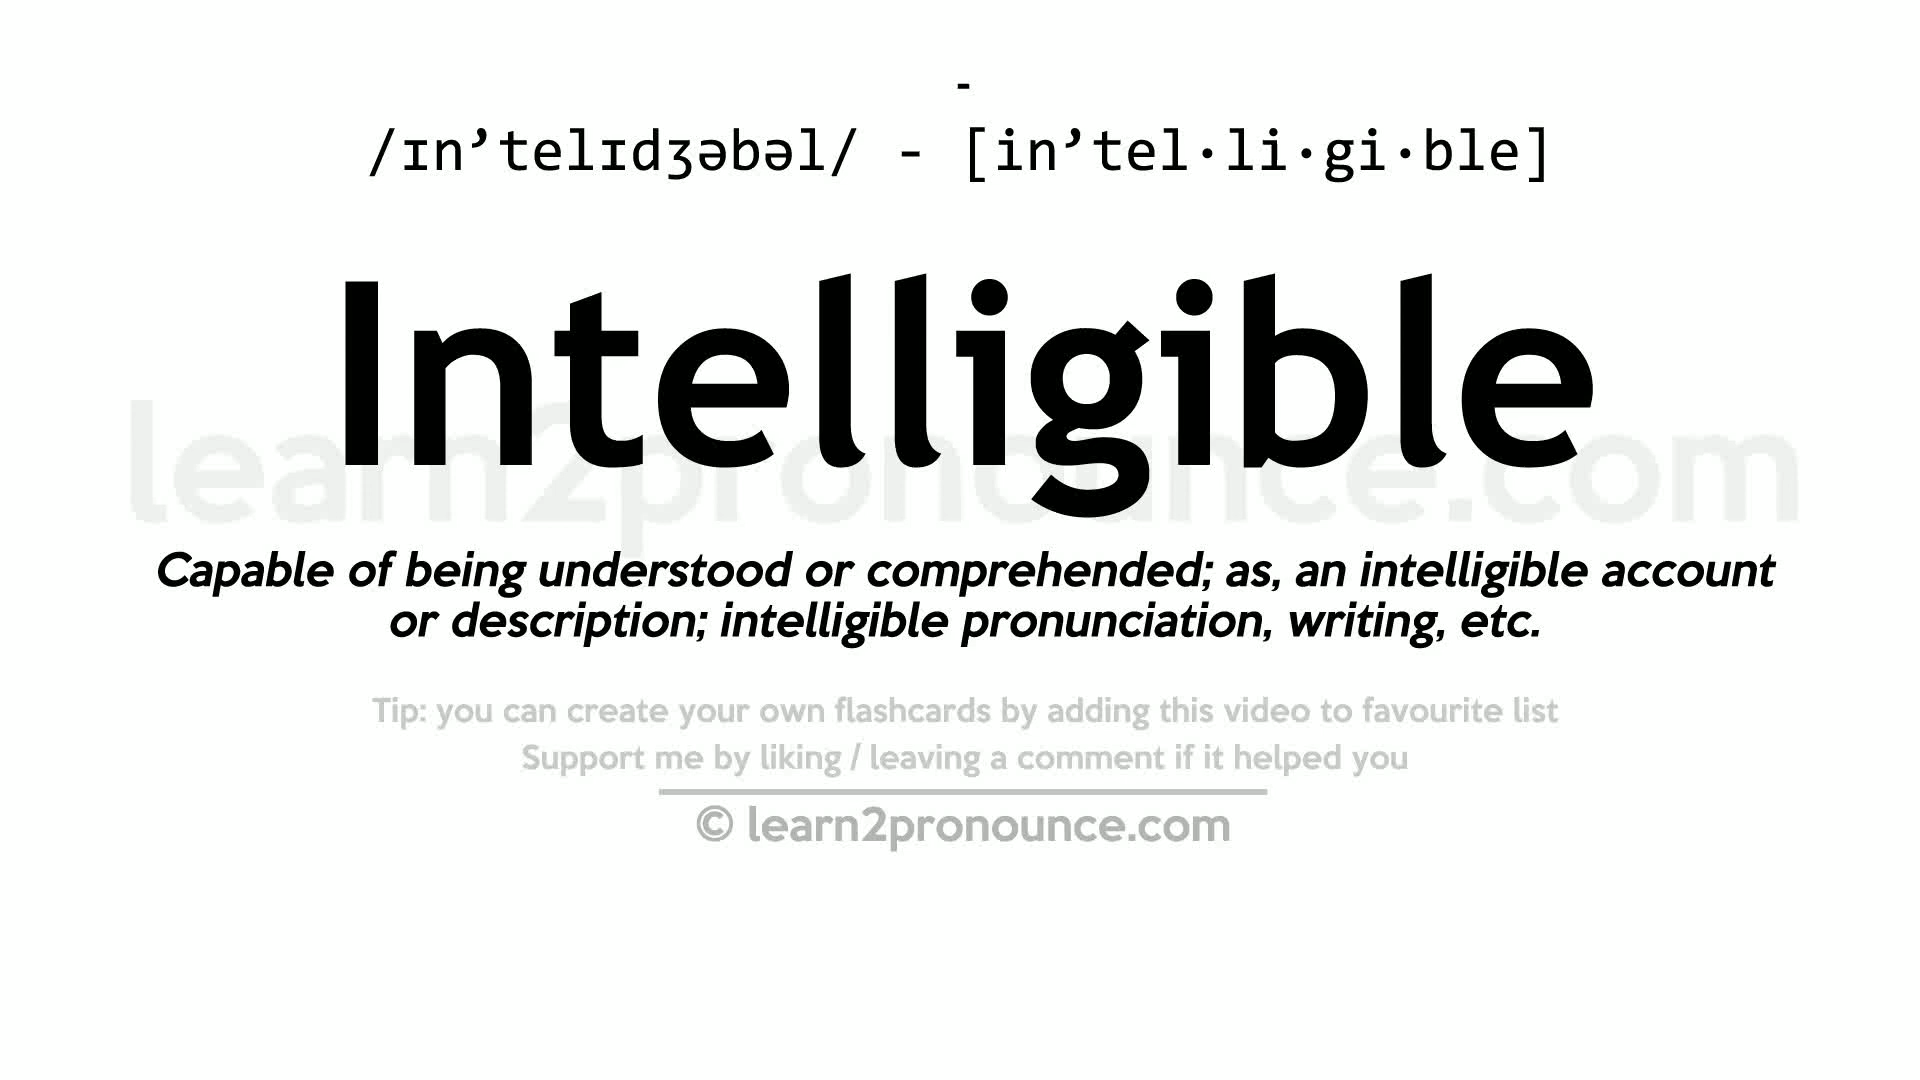 -
/ɪn’telɪdʒəbəl/ - [in’tel·li·gi·ble]
Intelligible
learn2pronounce.com
Capable of being understood or comprehended; as, an intelligible account
or description; intelligible pronunciation, writing, etc.
Tip: you can create your own flashcards by adding this video to favourite list
Support me by liking / leaving a comment if it helped you
© learn2pronounce.com